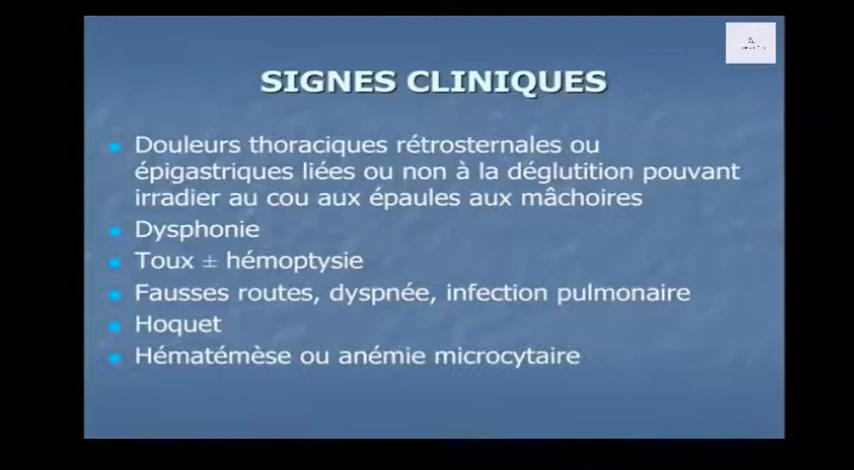 SIGNES CLINIQUES
Douleurs thoraciques rétrosternales ou
épigastriques liées ou non à la déglutition pouvant
irradier au cou aux épaules aux mâchoires
Dysphonie
Toux ± hémoptysie
Fausses routes, dyspnée, infection pulmonaire
Hoquet
Hématémèse ou anémie microcytaire